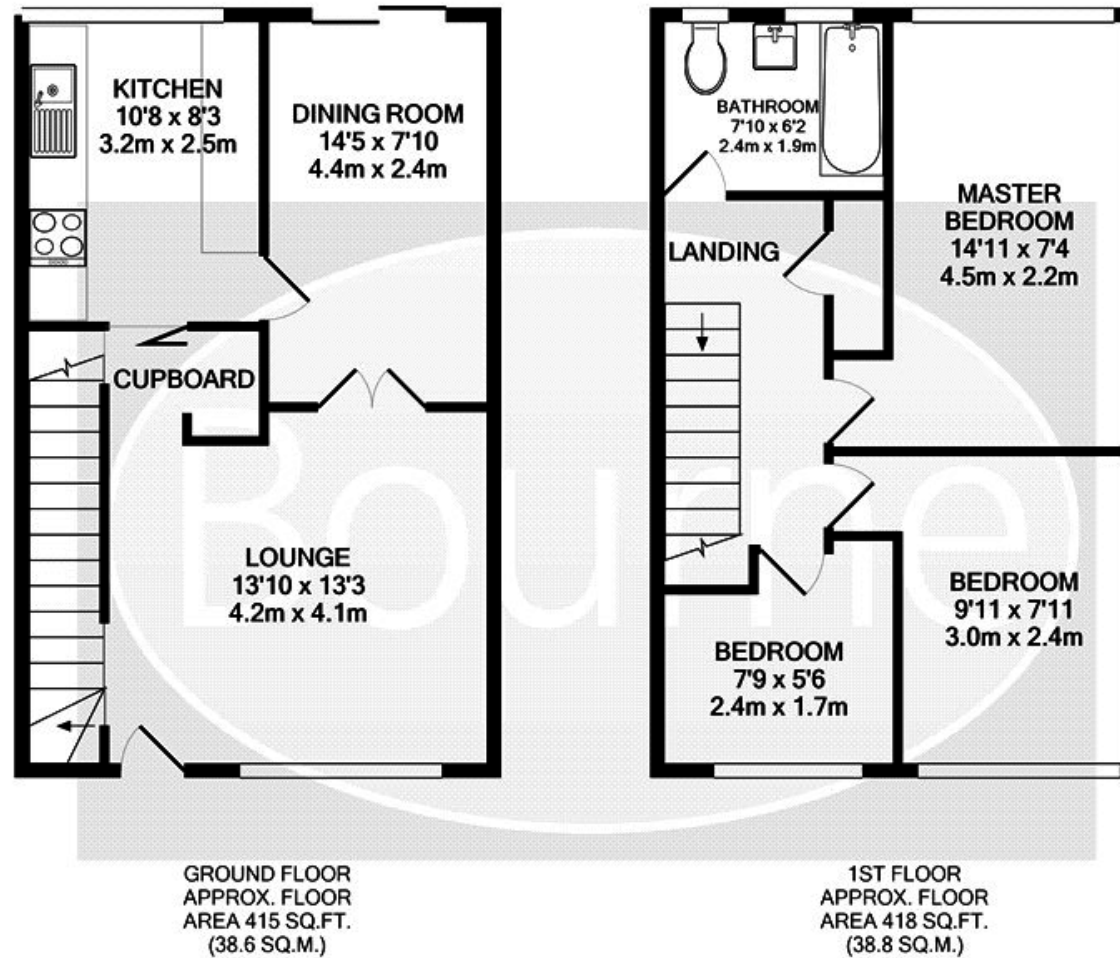 KITCHEN
10'8 x 8'3
3.2m x 2.5m
DINING ROOM
14'5 x 7'10
4.4m x 2.4m
CUPBOARD
LOUNGE
13'10 x 13'3
4.2m x 4.1m
GROUND FLOOR
APPROX. FLOOR
AREA 415 SQ.FT.
(38.6 SQ.M.)
BATHROOM
7'10 x 6'2
2.4m x 1.9m
LANDING
MASTER
BEDROOM
14'11 x 7'4
4.5m x 2.2m
BEDROOM
9'11 x 7'11
3.0m x 2.4m
BEDROOM
7'9 x 5'6
2.4m x 1.7m
1ST FLOOR
APPROX. FLOOR
AREA 418 SQ.FT.
(38.8 SQ.M.)
Bourne